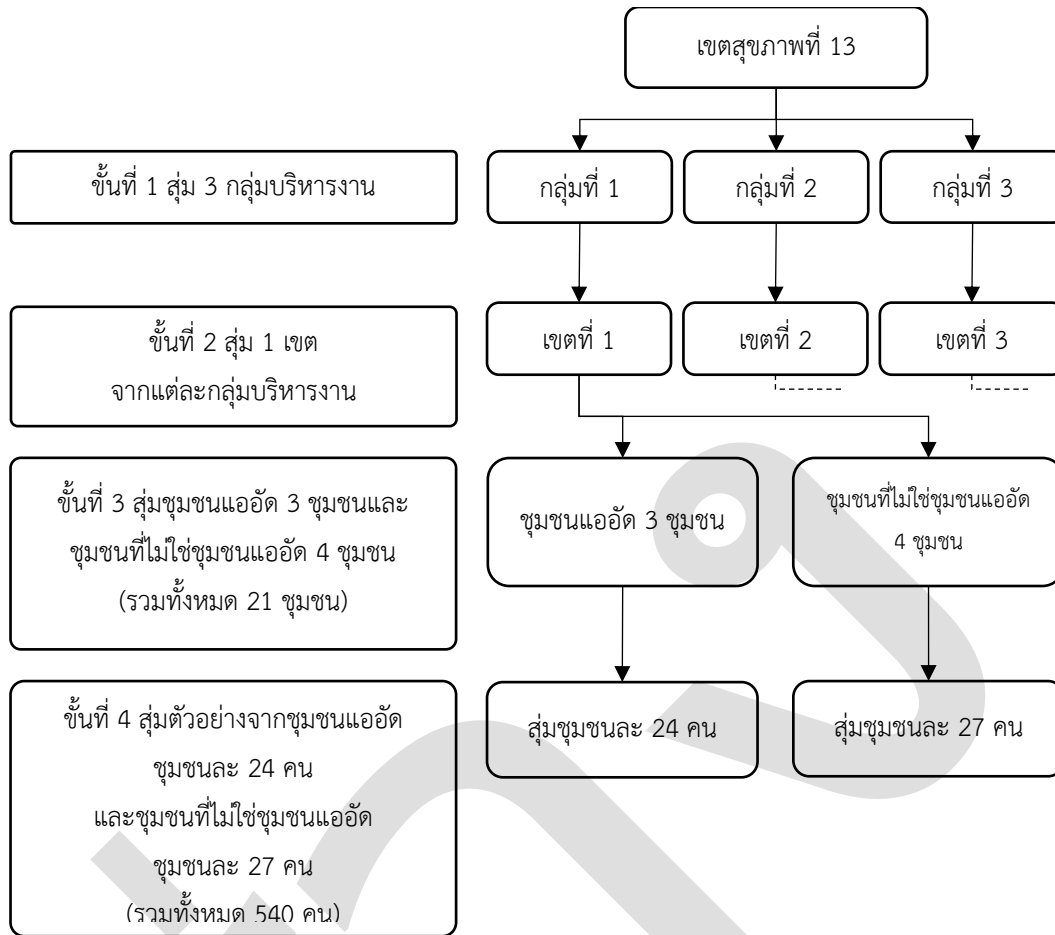 เขตสุขภาพที่ 13
ขั้นที่ 1 สุ่ม 3 กลุ่มบริหารงาน
กลุ่มที่ 1
กลุ่มที่ 2
กลุ่มที่ 3
ขั้นที่ 2 สุ่ม 1 เขต
จากแต่ละกลุ่มบริหารงาน
เขตที่ 1
เขตที่ 2
เขตที่ 3
ขั้นที่ 3 สุ่มชุมชนแออัด 3 ชุมชนและ
ชุมชนที่ไม่ใช่ชุมชนแออัด 4 ชุมชน
(รวมทั้งหมด 21 ชุมชน)
ชุมชนแออัด 3 ชุมชน
ชุมชนที่ไม่ใช่ชุมชนแออัด
4 ชุมชน
ขั้นที่ 4 สุ่มตัวอย่างจากชุมชนแออัด
ชุมชนละ 24 คน
และชุมชนที่ไม่ใช่ชุมชนแออัด
ชุมชนละ 27 คน
(รวมทั้งหมด 540 คน)
สุ่มชุมชนละ 24 คน
สุ่มชุมชนละ 27 คน